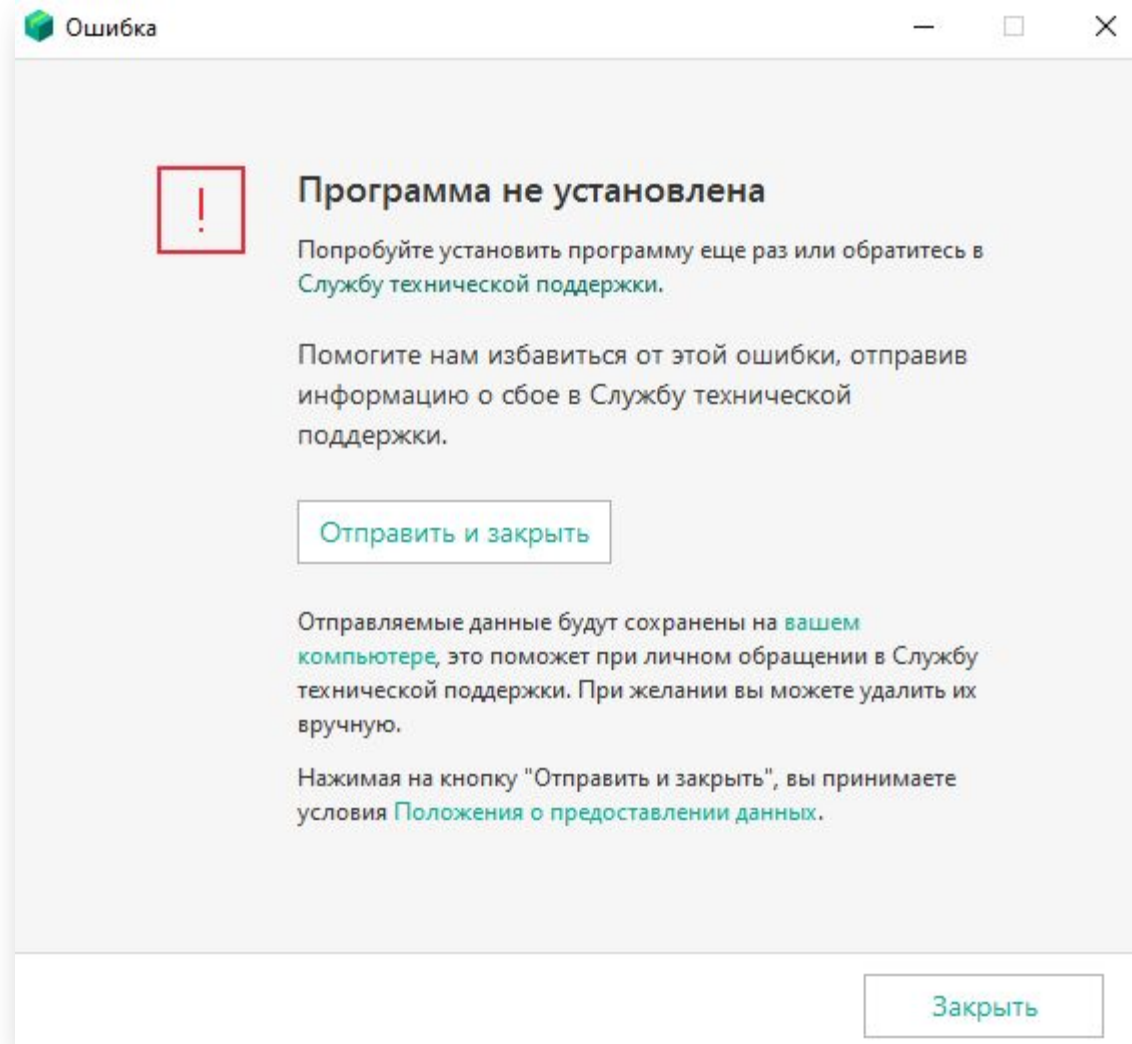 Ошибка
!
Программа не установлена
Попробуйте установить программу еще раз или обратитесь в
Службу технической поддержки.
Помогите нам избавиться от этой ошибки, отправив
информацию о сбое в Службу технической
поддержки.
Отправить и закрыть
Отправляемые данные будут сохранены на вашем
компьютере, это поможет при личном обращении в Службу
технической поддержки. При желании вы можете удалить их
вручную.
Нажимая на кнопку "Отправить и закрыть", вы принимаете
условия Положения о предоставлении данных.
Закрыть